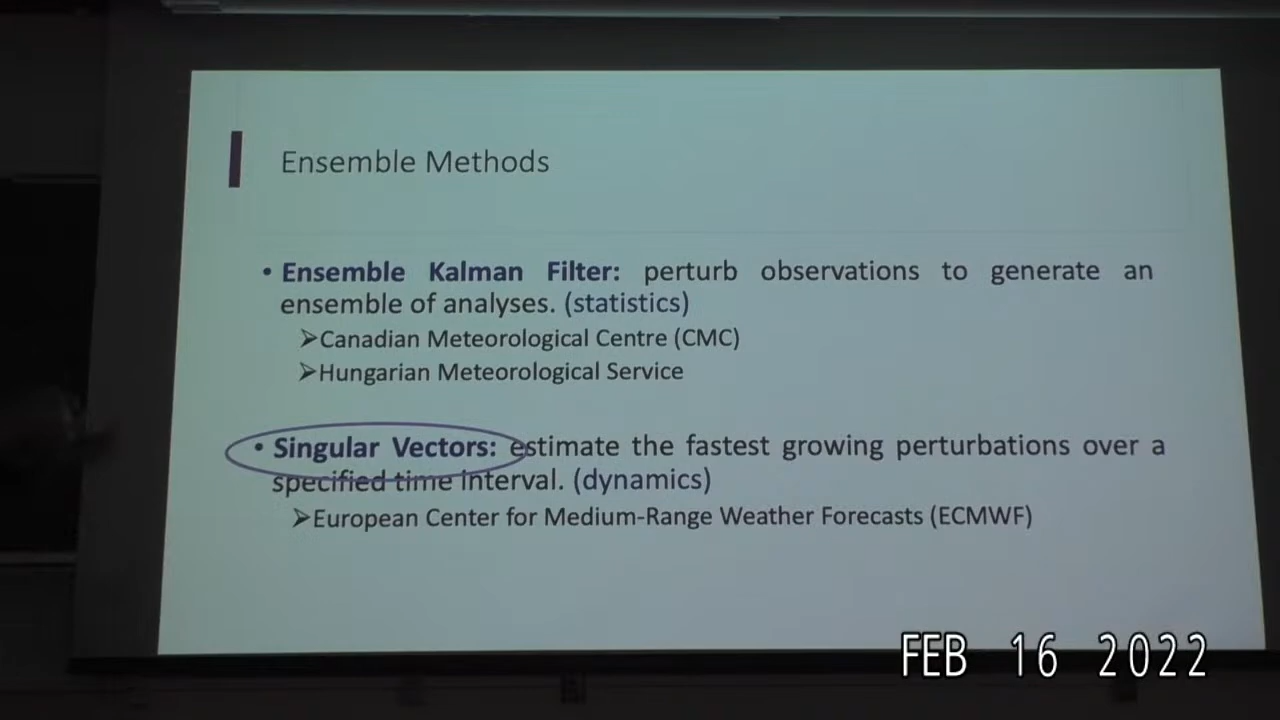 Ensemble Methods
• Ensemble Kalman Filter: perturb observations to generate an
ensemble of analyses. (statistics)
➢Canadian Meteorological Centre (CMC)
➢Hungarian Meteorological Service
• Singular Vectors: estimate the fastest growing perturbations over a
specified time interval. (dynamics)
➢European Center for Medium-Range Weather Forecasts (ECMWF)
FEB 16 2022